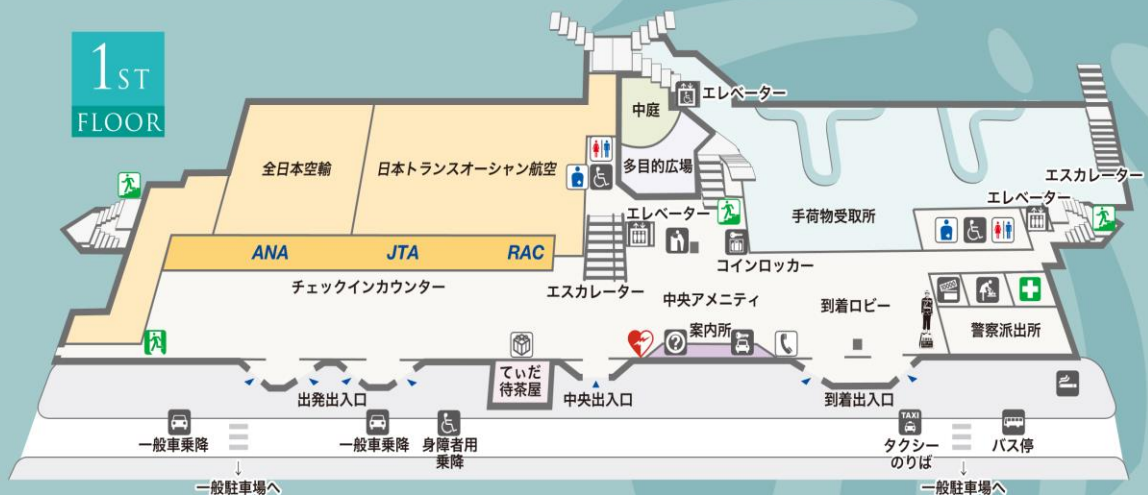 1ST
FLOOR
エレベーター
中庭
多目的広場
全日本空輸
日本トランスオーシャン航空
エスカレーター
エレベーター
手荷物受取所
エレベーター
コインロッカー
ANA
JTA
RAC
チェックインカウンター
エスカレーター
中央アメニティ
到着ロビー
案内所
警察派出所
てぃだ
待茶屋
出発出入口
中央出入口
到着出入口
一般車乗降
一般車乗降
身障者用
乗降
TAXI
タクシー
のりば
バス停
一般駐車場へ
一般駐車場へ